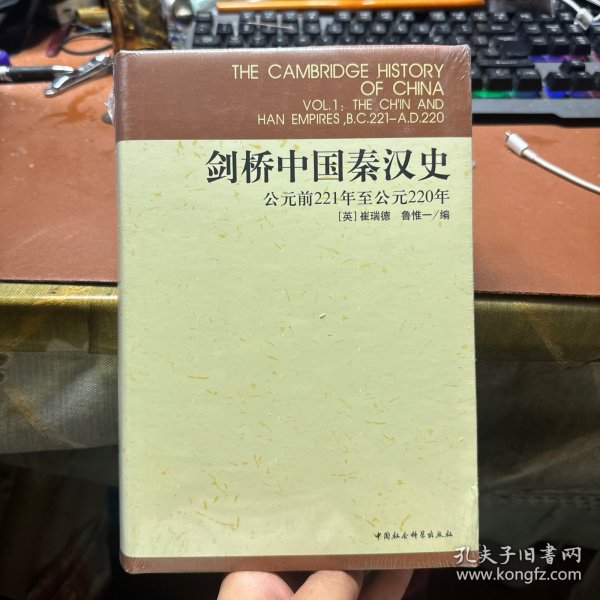 THE CAMBRIDGE HISTORY
OF CHINA
VOL.1: THE CH'IN AND
HAN EMPIRES, B.C.221-A.D.220
剑桥中国秦汉史
公元前221年至公元220年
[英]崔瑞德 鲁惟一/编
中国社会科学出版社
孔夫子旧书网
www.kongfz.com